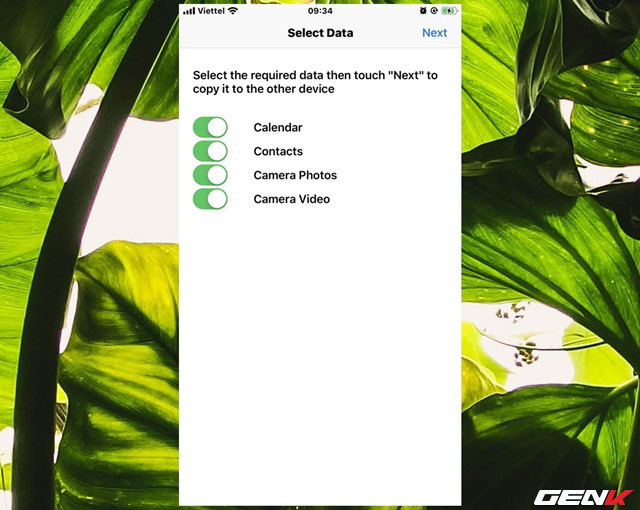 Viettel 09:34
Select Data Next
Select the required data then touch "Next" to
copy it to the other device
Calendar
Contacts
Camera Photos
Camera Video
GENK